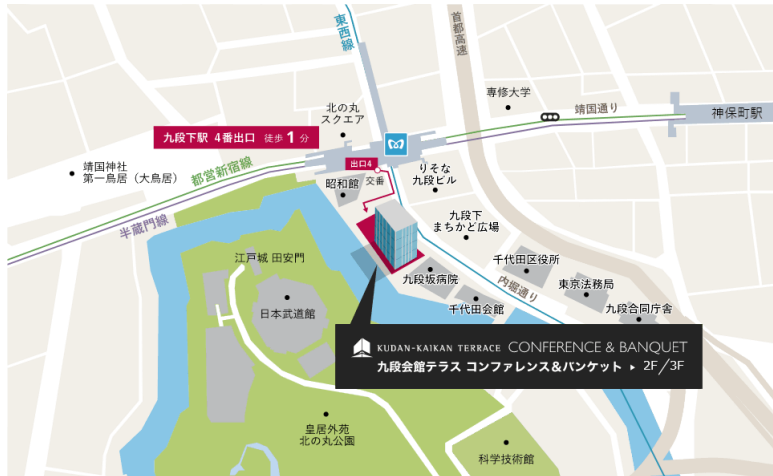 東西線
首都高速
専修大学
靖国通り
神保町駅
北の丸
スクエア
九段下駅 4番出口 徒歩 1 分
出口4
交番
りそな
九段ビル
靖国神社
第一鳥居（大鳥居）
都営新宿線
半蔵門線
昭和館
九段下
まちかど広場
江戸城 田安門
九段坂病院
千代田区役所
内堀通り
東京法務局
千代田会館
九段合同庁舎
日本武道館
KUDAN-KAIKAN TERRACE CONFERENCE & BANQUET
九段会館テラス コンファレンス&バンケット ▸ 2F/3F
皇居外苑
北の丸公園
科学技術館